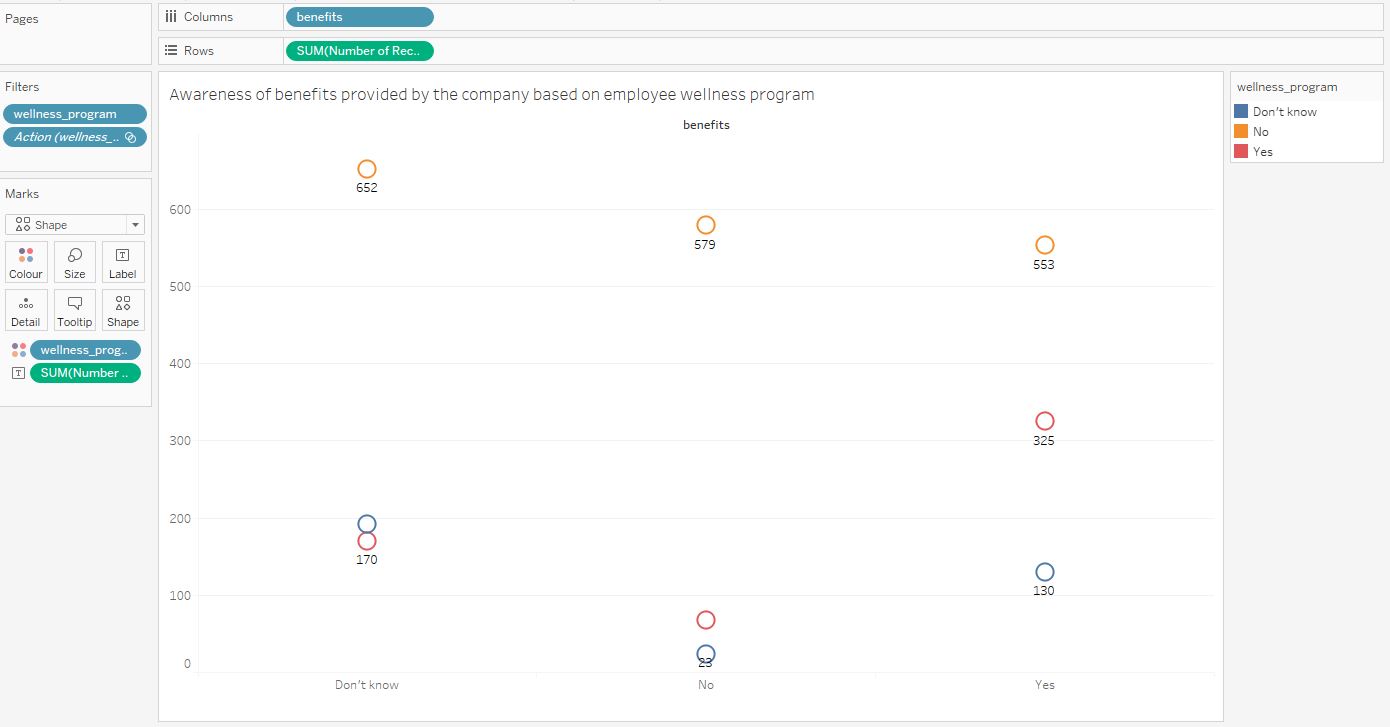 Pages
Columns
benefits
Rows
SUM(Number of Rec..
Filters
wellness_program
Action (wellness_..
Marks
Shape
Colour
Size
Label
Detail
Tooltip
Shape
wellness_prog..
SUM(Number ..
Awareness of benefits provided by the company based on employee wellness program
benefits
600
500
400
300
200
100
0
652
579
553
325
170
130
23
Don't know
No
Yes
wellness_program
Don't know
No
Yes